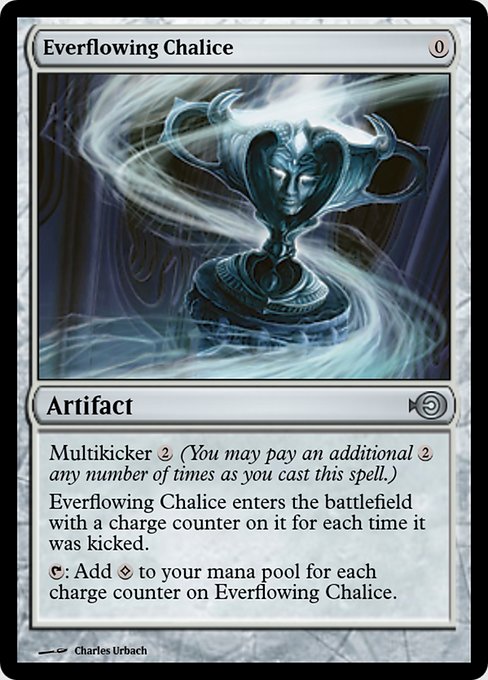 Everflowing Chalice 0
Artifact
Multikicker 2 (You may pay an additional 2
any number of times as you cast this spell.)
Everflowing Chalice enters the battlefield
with a charge counter on it for each time it
was kicked.
: Add to your mana pool for each
charge counter on Everflowing Chalice.
Charles Urbach